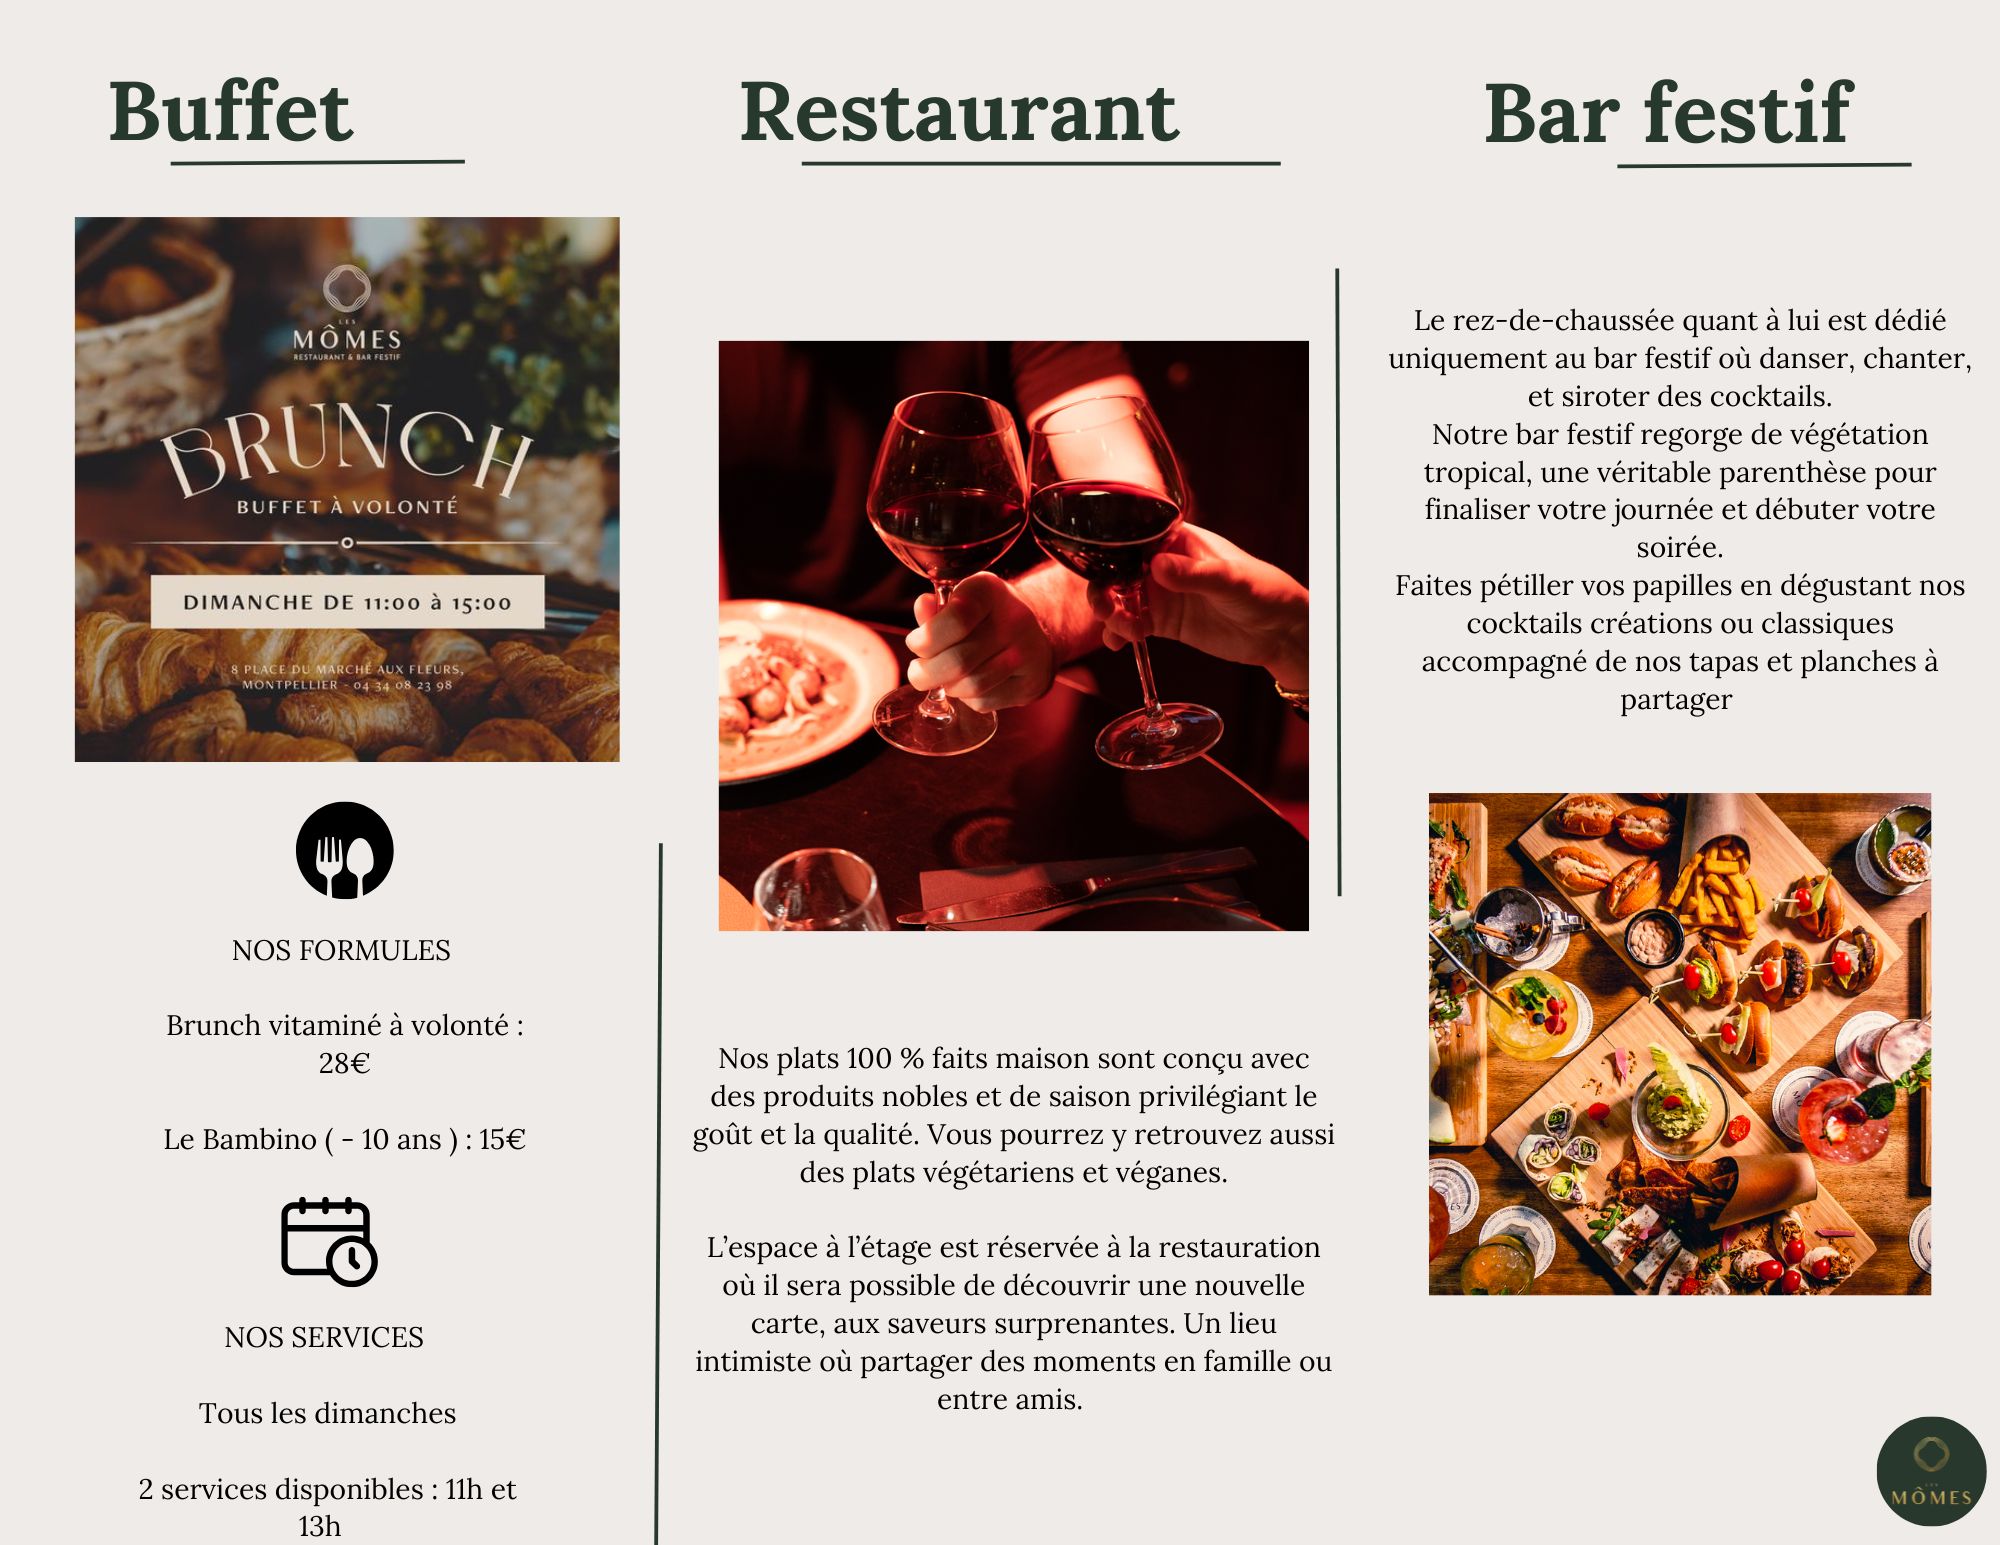 Buffet
LES
MÔMES
RESTAURANT & BAR FESTIF
BRUNCH
BUFFET À VOLONTÉ
DIMANCHE DE 11:00 à 15:00
8 PLACE DU MARCHÉ AUX FLEURS,
MONTPELLIER - 04 34 08 23 98
NOS FORMULES
Brunch vitaminé à volonté :
28€
Le Bambino ( - 10 ans ) : 15€
NOS SERVICES
Tous les dimanches
2 services disponibles : 11h et
13h
Restaurant
Nos plats 100 % faits maison sont conçu avec
des produits nobles et de saison privilégiant le
goût et la qualité. Vous pourrez y retrouvez aussi
des plats végétariens et véganes.
L’espace à l’étage est réservée à la restauration
où il sera possible de découvrir une nouvelle
carte, aux saveurs surprenantes. Un lieu
intimiste où partager des moments en famille ou
entre amis.
Bar festif
Le rez-de-chaussée quant à lui est dédié
uniquement au bar festif où danser, chanter,
et siroter des cocktails.
Notre bar festif regorge de végétation
tropical, une véritable parenthèse pour
finaliser votre journée et débuter votre
soirée.
Faites pétiller vos papilles en dégustant nos
cocktails créations ou classiques
accompagné de nos tapas et planches à
partager
LES
MÔMES